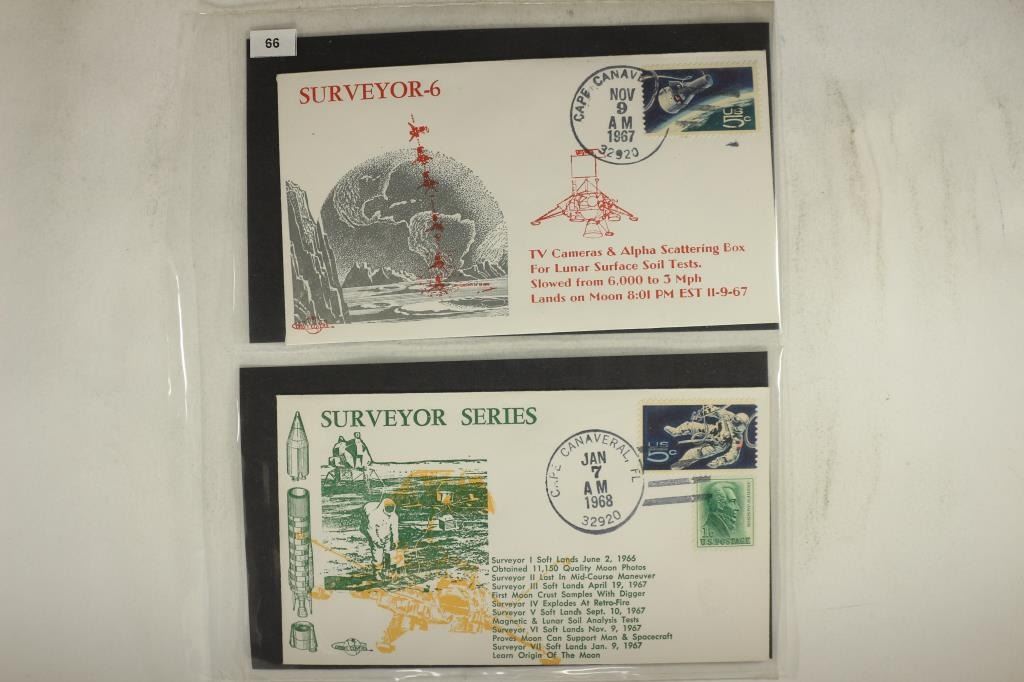 66
SURVEYOR-6
CAPE CANAVE
NOV
9
AM
1967
32920
US
5c
TV Cameras & Alpha Scattering Box
For Lunar Surface Soil Tests.
Slowed from 6,000 to 3 Mph
Lands on Moon 8:01 PM EST 11-9-67
SURVEYOR SERIES
CAPE CANAVERAL, FL
JAN
7
AM
1968
32920
US
5c
1c
U.S. POSTAGE
Surveyor I Soft Lands June 2, 1966
Obtained 11,150 Quality Moon Photos
Surveyor II Lost In Mid-Course Maneuver
Surveyor III Soft Lands April 19, 1967
First Moon Crust Samples With Digger
Surveyor IV Explodes At Retro-Fire
Surveyor V Soft Lands Sept. 10, 1967
Magnetic & Lunar Soil Analysis Tests
Surveyor VI Soft Lands Nov. 9, 1967
Proves Moon Can Support Man & Spacecraft
Surveyor VII Soft Lands Jan. 9, 1967
Learn Origin Of The Moon